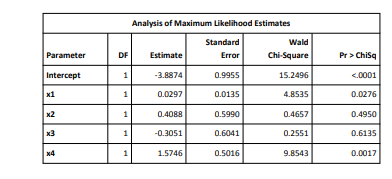 Analysis of Maximum Likelihood Estimates
Parameter DF Estimate Standard Error Wald Chi-Square Pr > ChiSq
Intercept 1 -3.8874 0.9955 15.2496 <.0001
x1 1 0.0297 0.0135 4.8535 0.0276
x2 1 0.4088 0.5990 0.4657 0.4950
x3 1 -0.3051 0.6041 0.2551 0.6135
x4 1 1.5746 0.5016 9.8543 0.0017